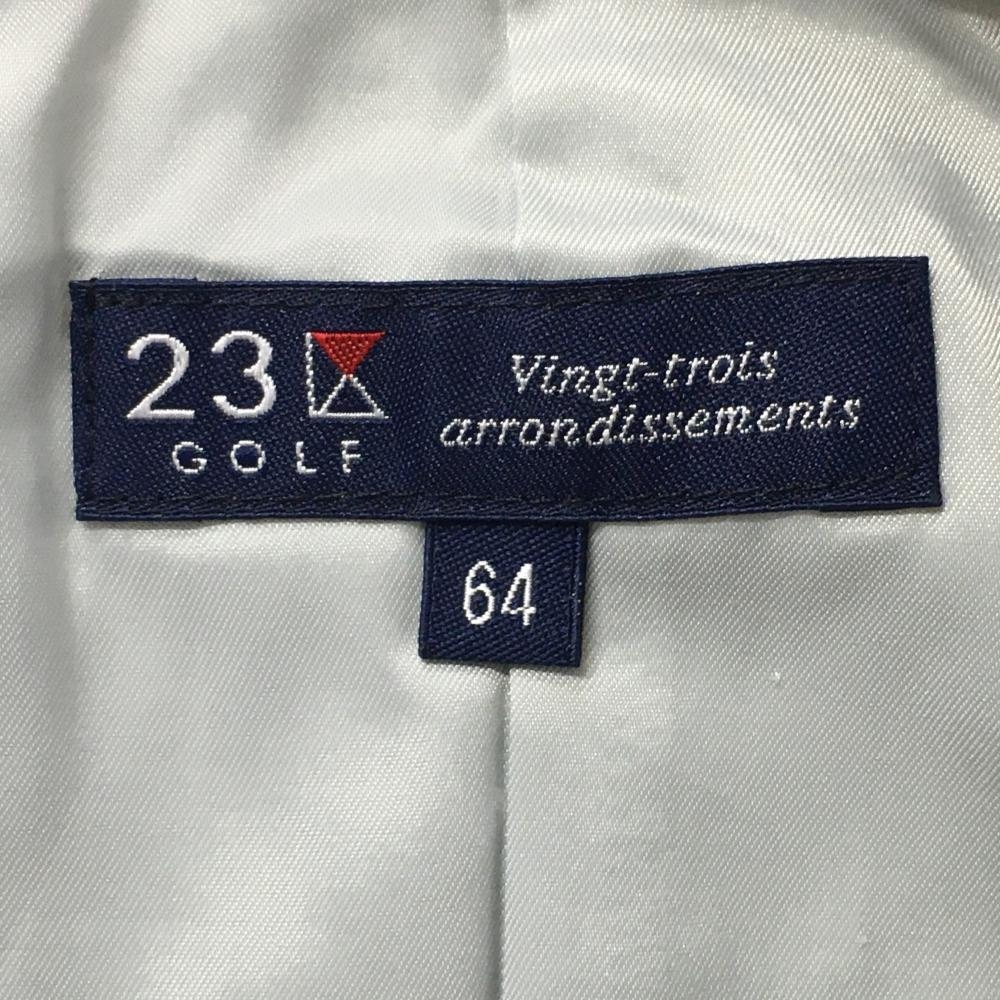 23
GOLF
Vingt-trois
arrondissements
64